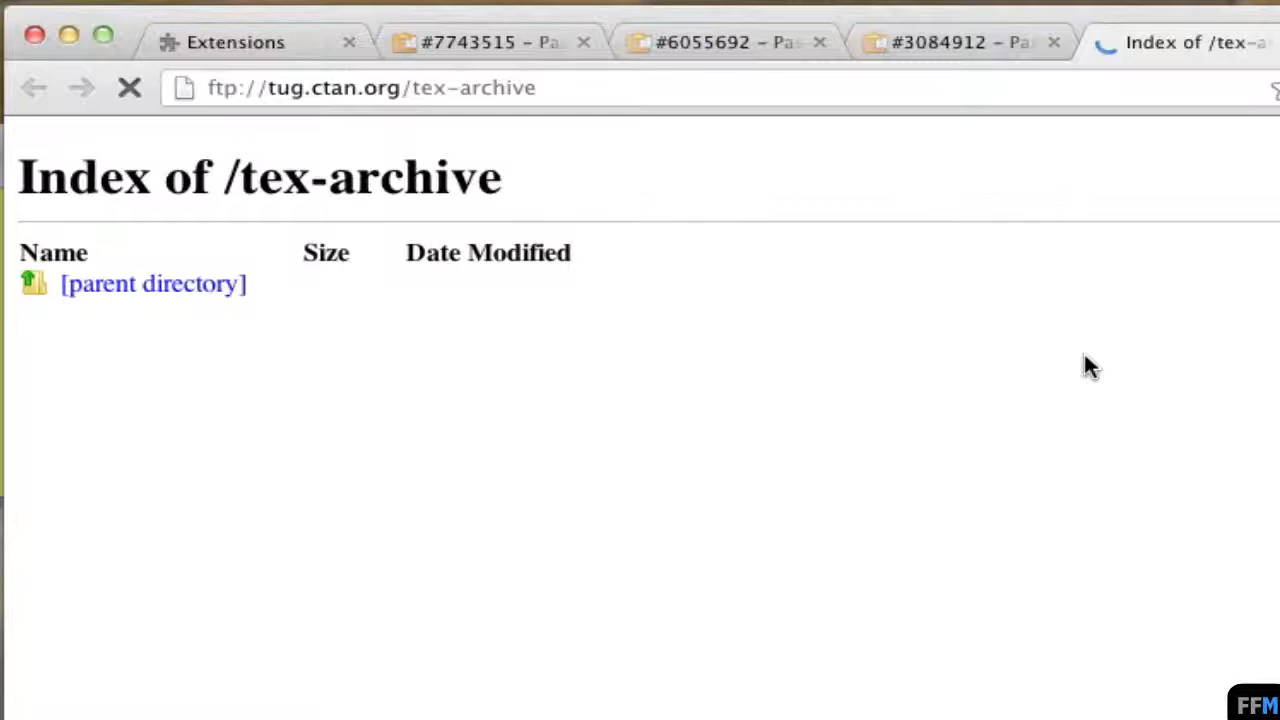 Extensions #7743515 – Pa #6055692 – Pa #3084912 – Pa Index of /tex-a
ftp://tug.ctan.org/tex-archive
Index of /tex-archive
Name Size Date Modified
[parent directory]
FFM